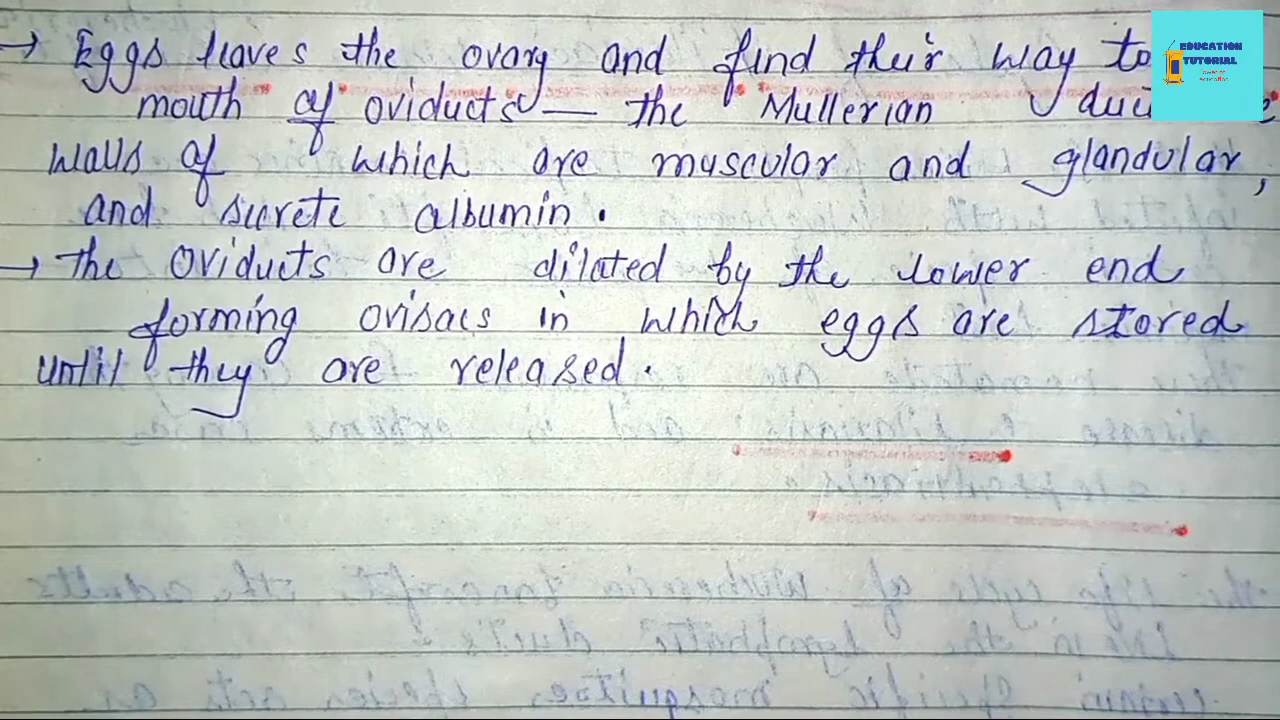 → Eggs leaves the ovary and find their way to
mouth of oviducts — the Mullerian
walls of which are muscular and glandular,
and secrete albumin.
→ The oviducts are dilated by the lower end
forming ovisacs in which eggs are stored
until they are released.
EDUCATION
TUTORIAL